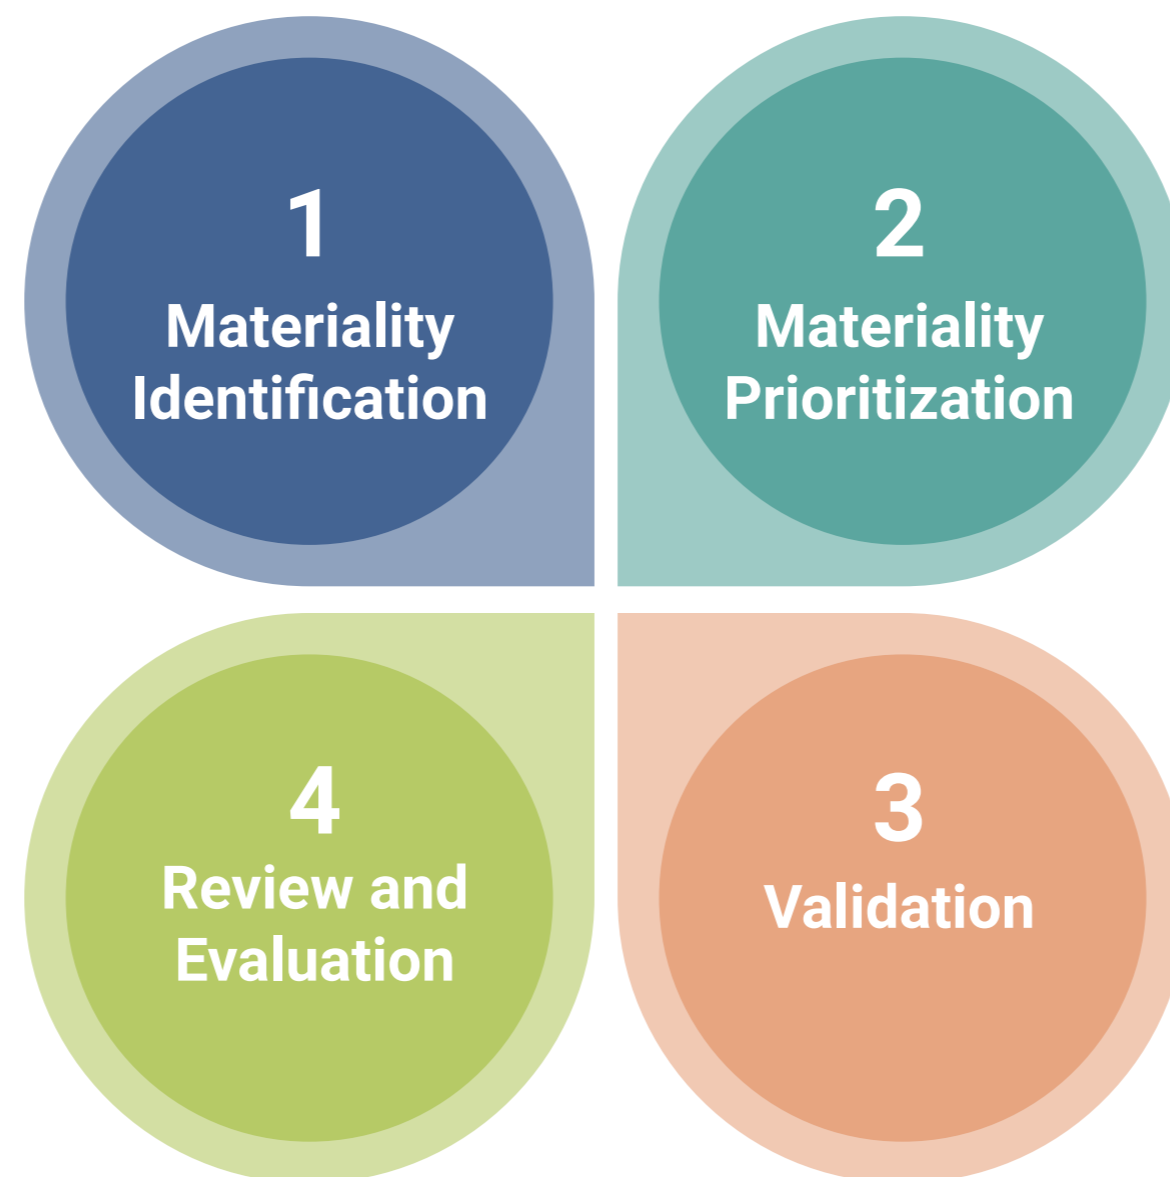 1
Materiality
Identification
2
Materiality
Prioritization
3
Validation
4
Review and
Evaluation